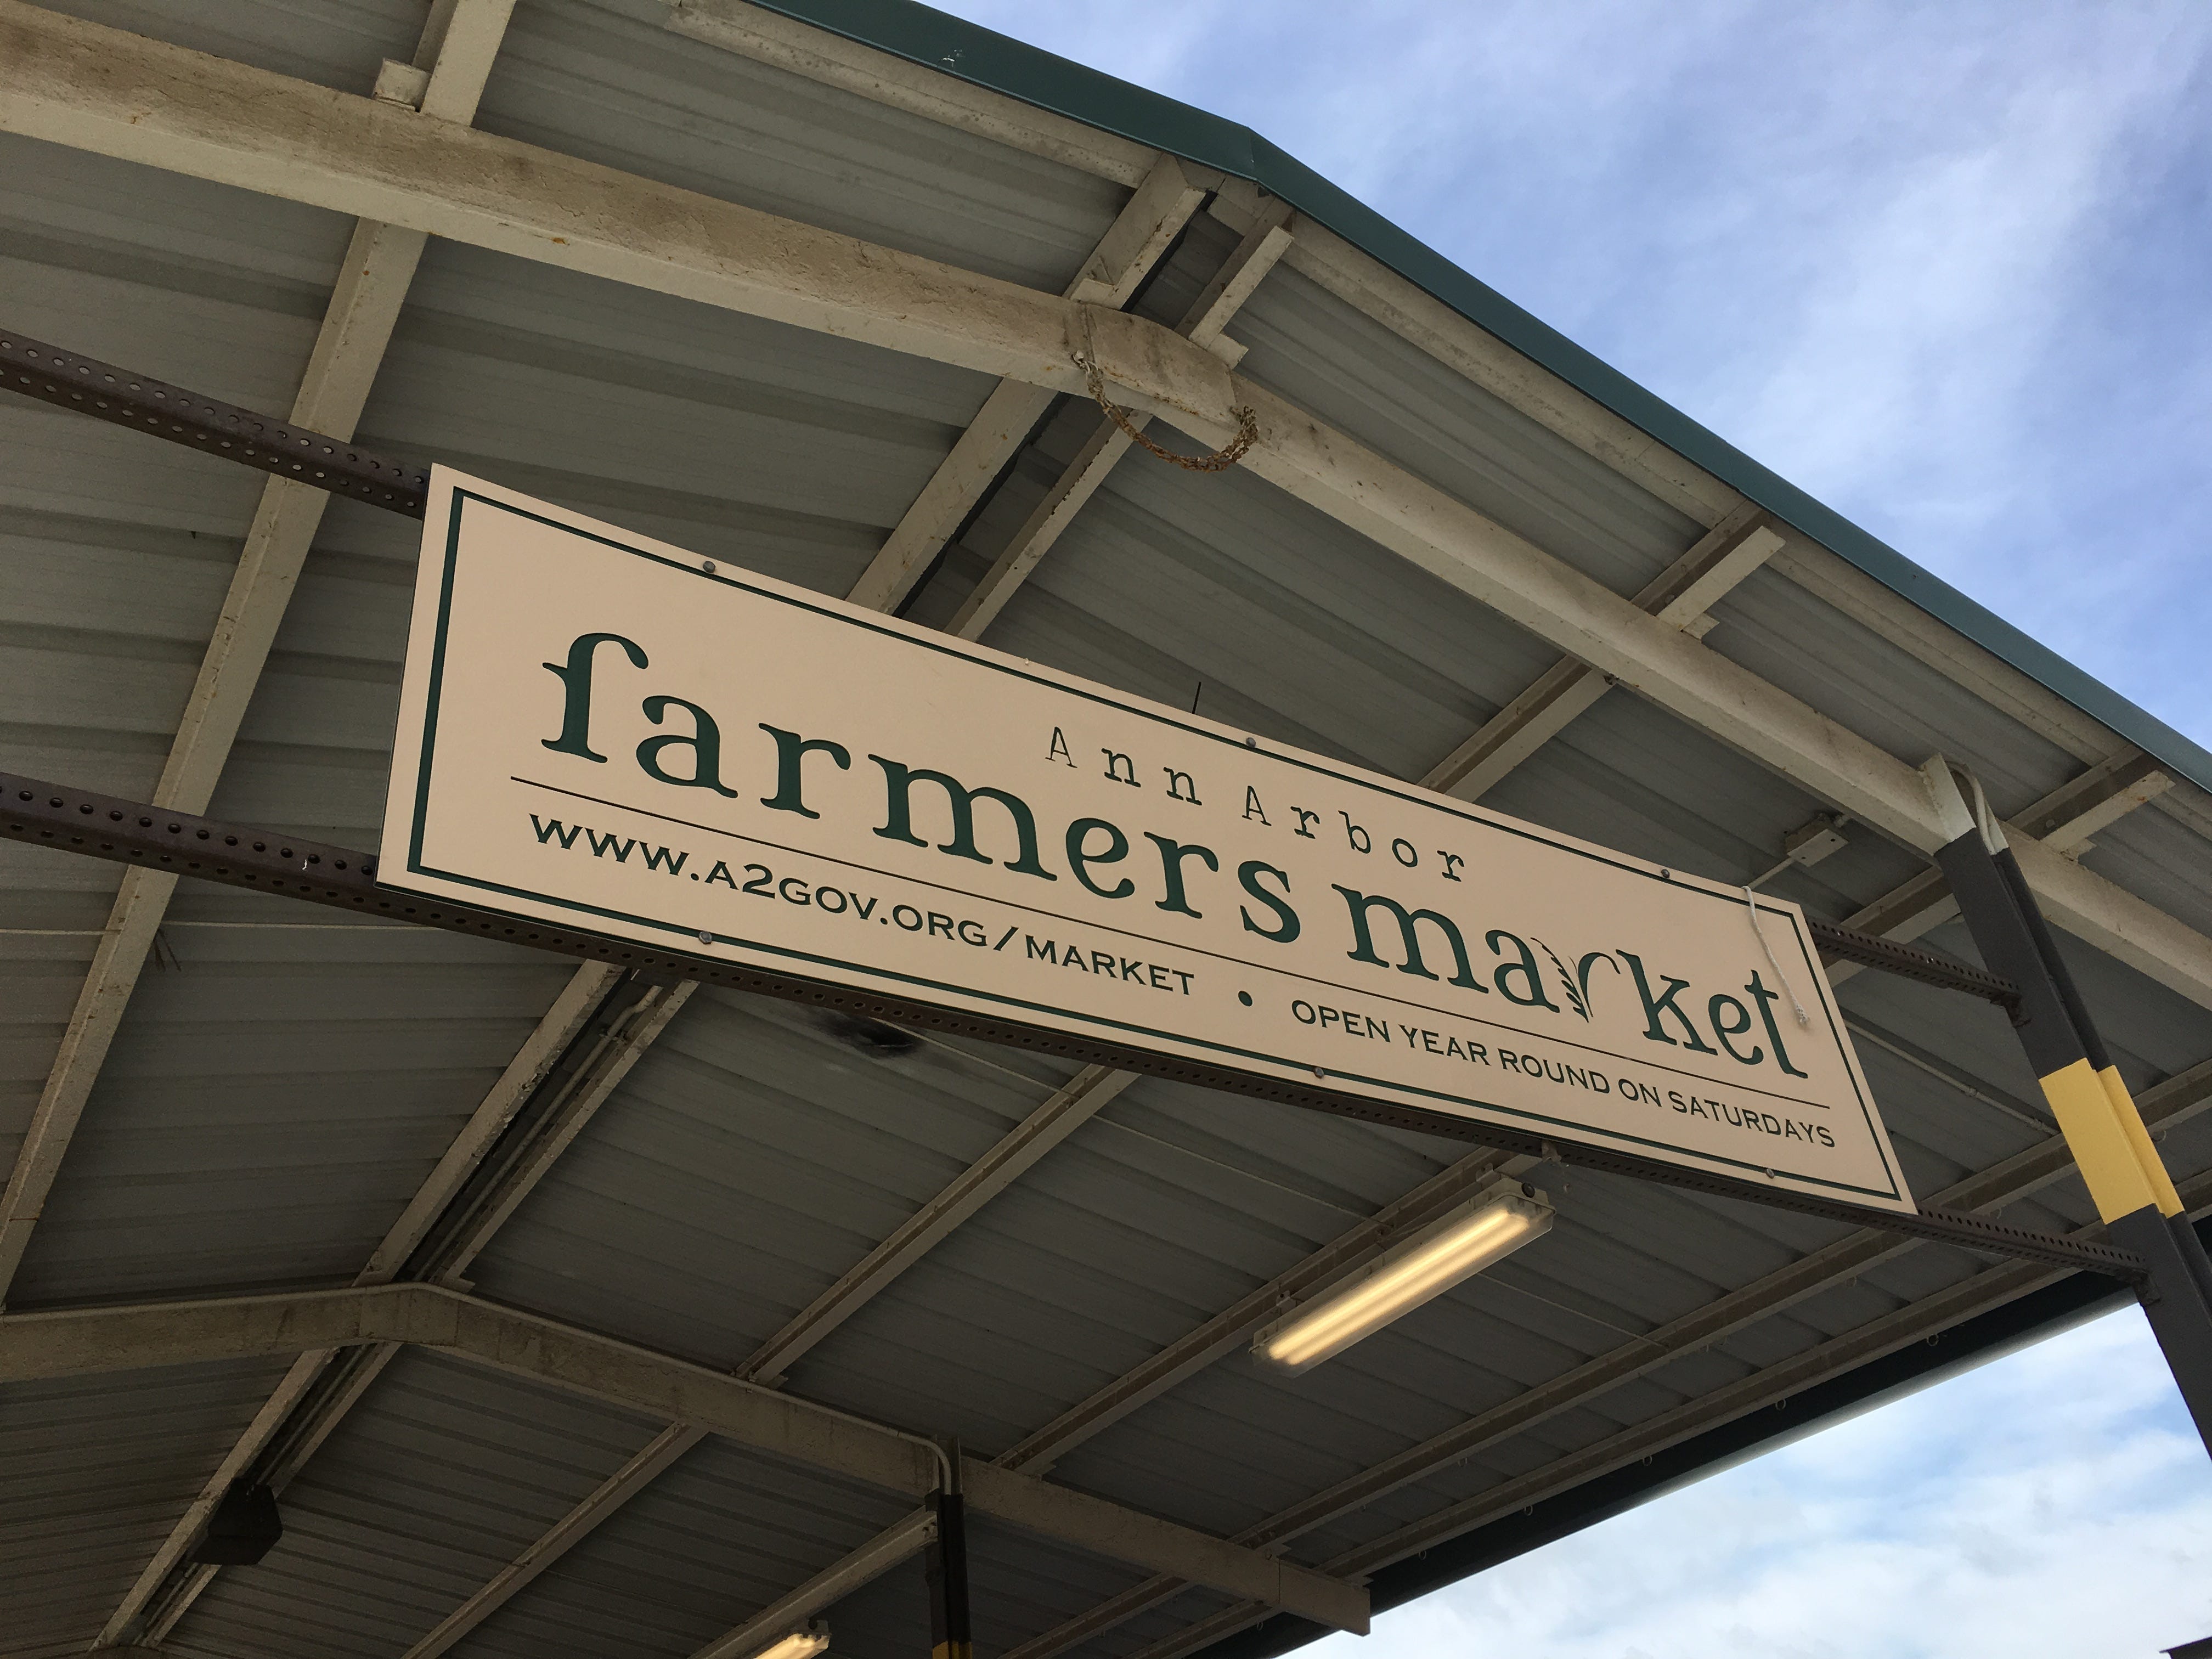 Ann Arbor
farmers market
WWW.A2GOV.ORG/MARKET • OPEN YEAR ROUND ON SATURDAYS